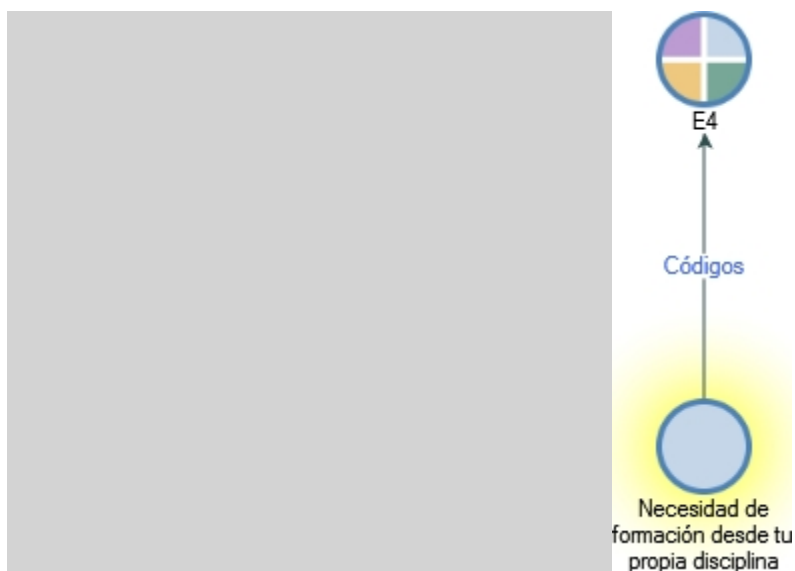 E4
Códigos
Necesidad de
formación desde tu
propia disciplina